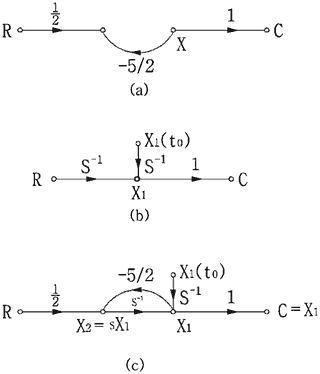 1/2 1
R X C
-5/2
(a)
X1(t0)
S⁻¹ S⁻¹ 1
R X1 C
(b)
-5/2 X1(t0)
1/2 S⁻¹ S⁻¹ 1
R X2= sX1 X1 C=X1
(c)